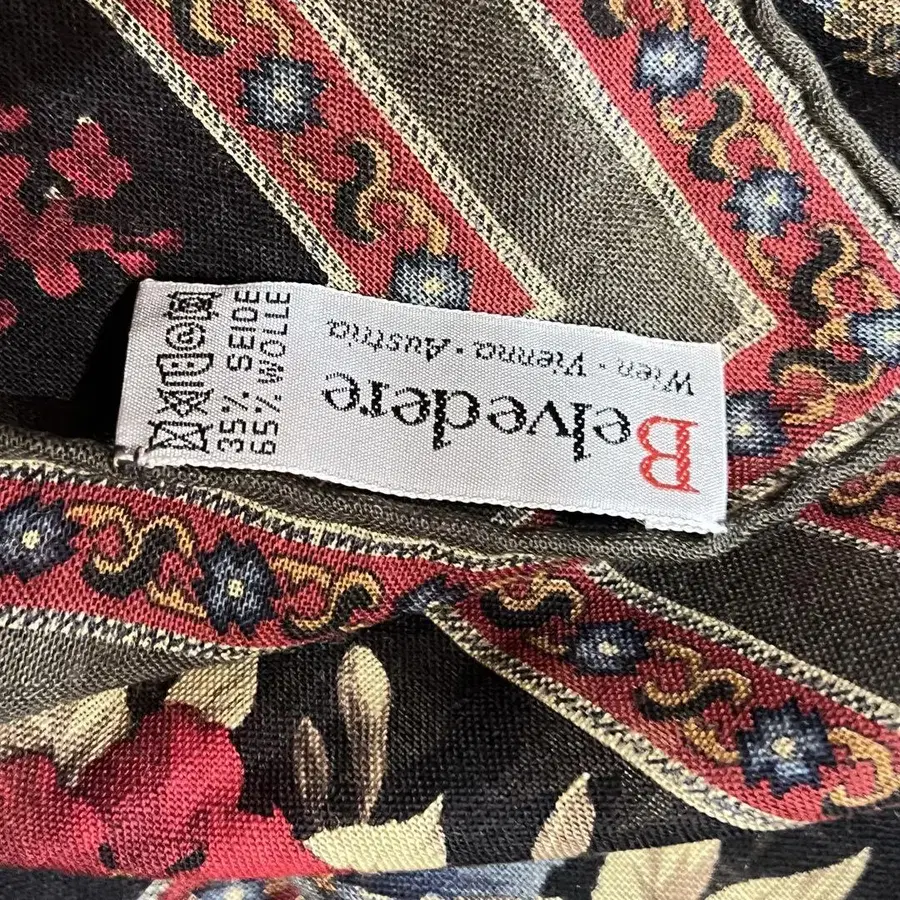 Belvedere
Wien - Vienna • Austria
35% SEIDE
65% WOLLE